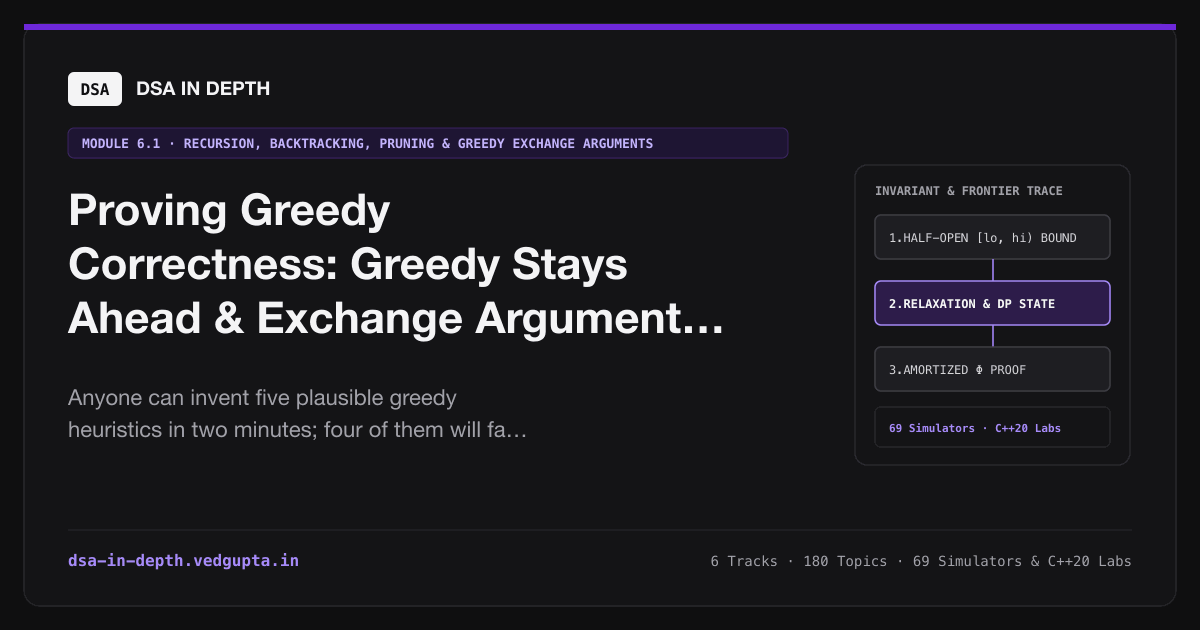 DSA
DSA IN DEPTH
MODULE 6.1 · RECURSION, BACKTRACKING, PRUNING & GREEDY EXCHANGE ARGUMENTS
Proving Greedy
Correctness: Greedy Stays
Ahead & Exchange Argument…
Anyone can invent five plausible greedy
heuristics in two minutes; four of them will fa…
INVARIANT & FRONTIER TRACE
1.HALF-OPEN [lo, hi) BOUND
2.RELAXATION & DP STATE
3.AMORTIZED Φ PROOF
69 Simulators · C++20 Labs
dsa-in-depth.vedgupta.in
6 Tracks · 180 Topics · 69 Simulators & C++20 Labs